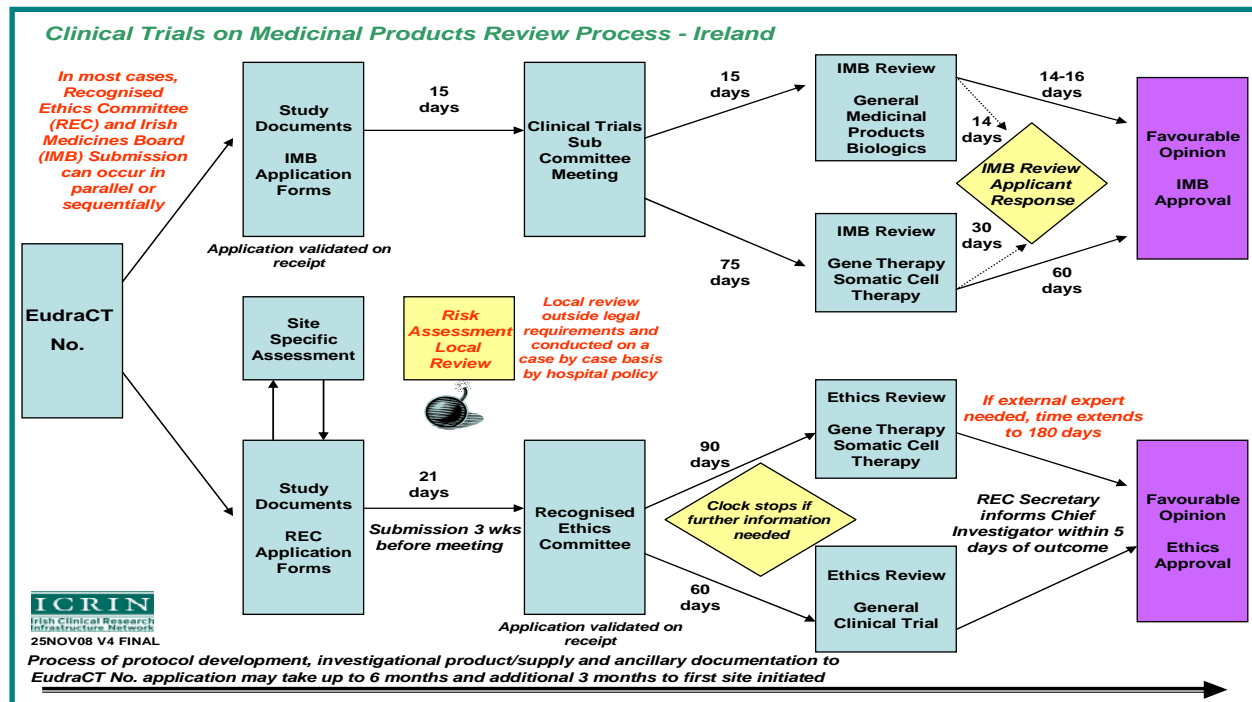 Clinical Trials on Medicinal Products Review Process - Ireland
In most cases,
Recognised
Ethics Committee
(REC) and Irish
Medicines Board
(IMB) Submission
can occur in
parallel or
sequentially
EudraCT
No.
Study
Documents
IMB
Application
Forms
Application validated on
receipt
15
days
Clinical Trials
Sub
Committee
Meeting
15
days
75
days
IMB Review
General
Medicinal
Products
Biologics
14-16
days
14
days
IMB Review
Applicant
Response
IMB Review
Gene Therapy
Somatic Cell
Therapy
30
days
60
days
Favourable
Opinion
IMB
Approval
Site
Specific
Assessment
Risk
Assessment
Local
Review
Local review
outside legal
requirements and
conducted on a
case by case basis
by hospital policy
Study
Documents
REC
Application
Forms
21
days
Submission 3 wks
before meeting
Recognised
Ethics
Committee
Application validated on
receipt
90
days
Clock stops if
further information
needed
60
days
Ethics Review
Gene Therapy
Somatic Cell
Therapy
If external expert
needed, time extends
to 180 days
Ethics Review
General
Clinical Trial
REC Secretary
informs Chief
Investigator within 5
days of outcome
Favourable
Opinion
Ethics
Approval
ICRIN
Irish Clinical Research
Infrastructure Network
25NOV08 V4 FINAL
Process of protocol development, investigational product/supply and ancillary documentation to
EudraCT No. application may take up to 6 months and additional 3 months to first site initiated